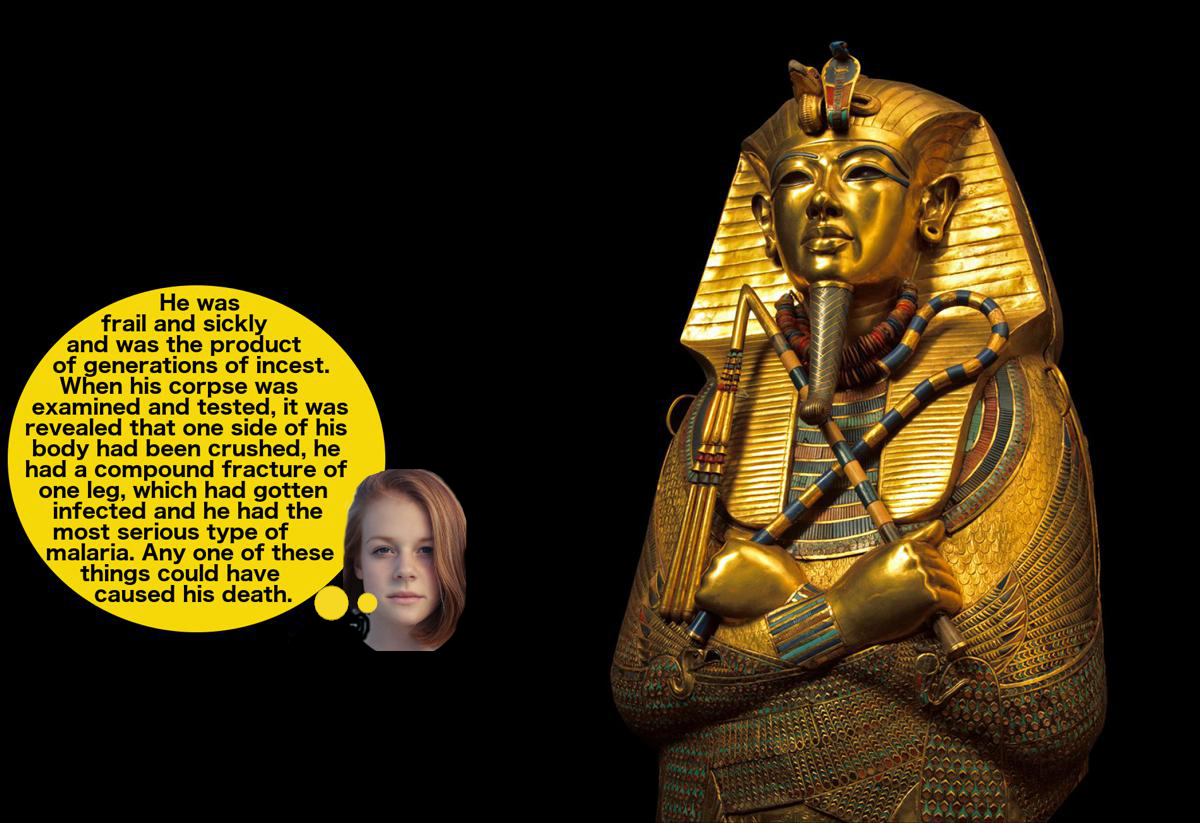 He was
frail and sickly
and was the product
of generations of incest.
When his corpse was
examined and tested, it was
revealed that one side of his
body had been crushed, he
had a compound fracture of
one leg, which had gotten
infected and he had the
most serious type of
malaria. Any one of these
things could have
caused his death.